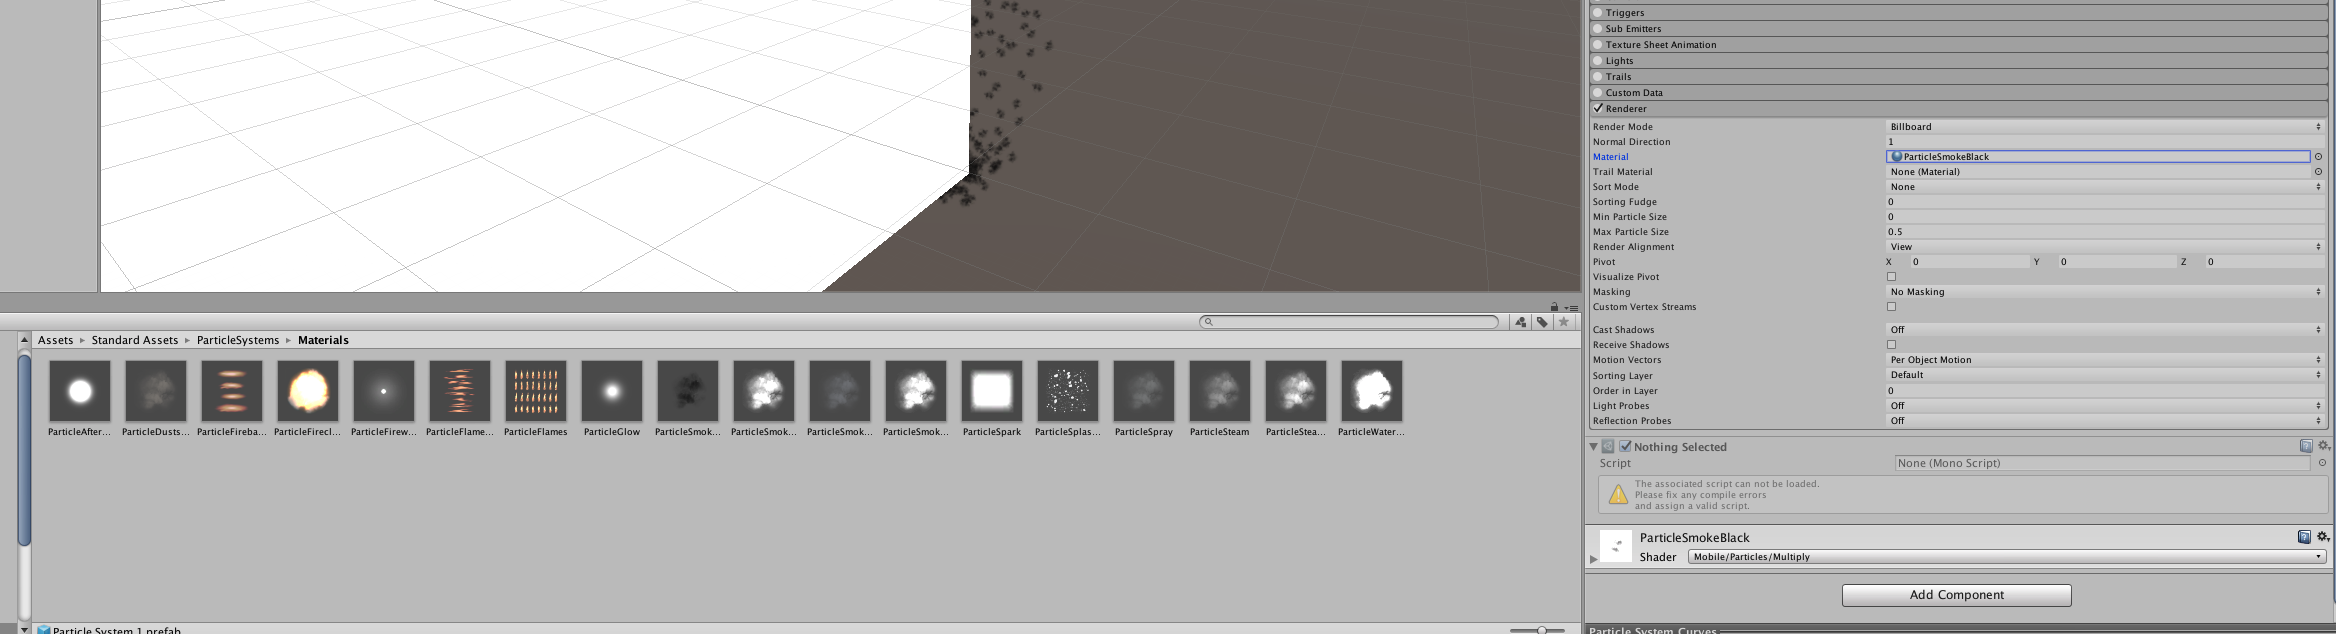 Triggers
Sub Emitters
Texture Sheet Animation
Lights
Trails
Custom Data
Renderer
Render Mode Billboard
Normal Direction 1
Material ParticleSmokeBlack
Trail Material None (Material)
Sort Mode None
Sorting Fudge 0
Min Particle Size 0
Max Particle Size 0.5
Render Alignment View
Pivot X 0 Y 0 Z 0
Visualize Pivot
Masking No Masking
Custom Vertex Streams
Cast Shadows Off
Receive Shadows
Motion Vectors Per Object Motion
Sorting Layer Default
Order in Layer 0
Light Probes Off
Reflection Probes Off
Nothing Selected
Script None (Mono Script)
The associated script can not be loaded.
Please fix any compile errors
and assign a valid script.
ParticleSmokeBlack
Shader Mobile/Particles/Multiply
Add Component
Particle System Curves
Assets ▸ Standard Assets ▸ ParticleSystems ▸ Materials
ParticleAfter... ParticleDusts... ParticleFireba... ParticleFirecl... ParticleFirew... ParticleFlame... ParticleFlames ParticleGlow ParticleSmok... ParticleSmok... ParticleSmok... ParticleSmok... ParticleSpark ParticleSplas... ParticleSpray ParticleSteam ParticleStea... ParticleWater...
Particle System 1.prefab